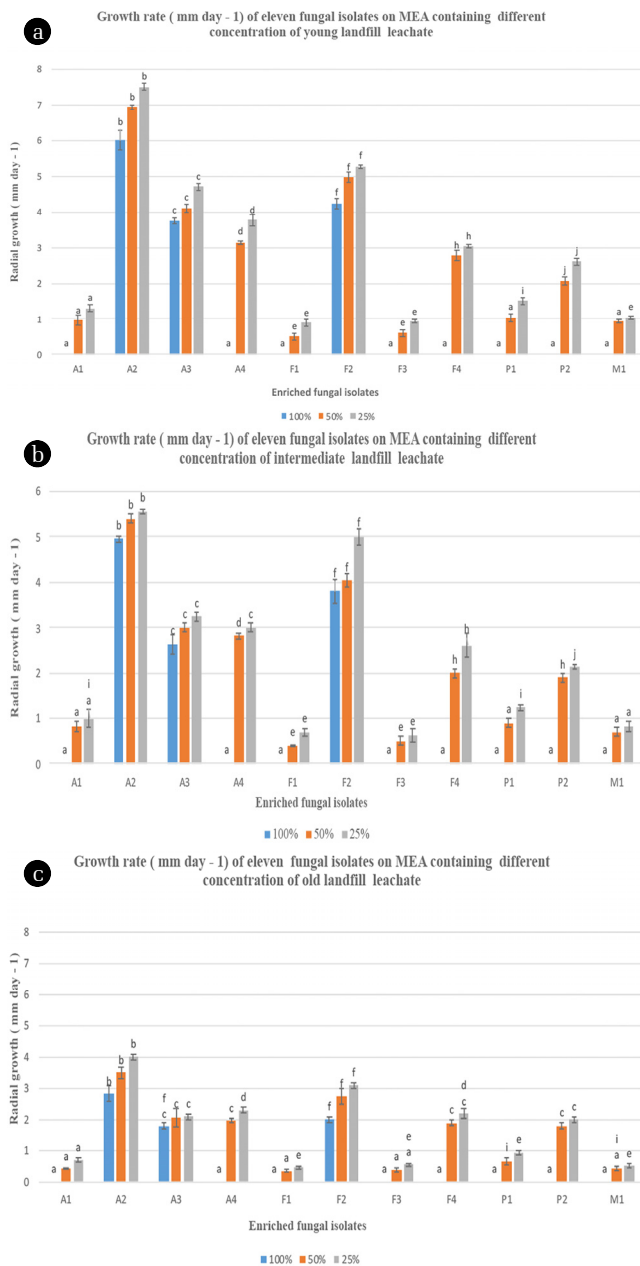 a
Growth rate ( mm day - 1) of eleven fungal isolates on MEA containing different
concentration of young landfill leachate
Radial growth ( mm day - 1)
8
7
6
5
4
3
2
1
0
a a a
b b b
c c c
a d d
a e e
f f f
a e e
a h h
a a i
a j j
a a e
A1 A2 A3 A4 F1 F2 F3 F4 P1 P2 M1
Enriched fungal isolates
100% 50% 25%
b
Growth rate ( mm day - 1) of eleven fungal isolates on MEA containing different
concentration of intermediate landfill leachate
Radial growth ( mm day - 1)
6
5
4
3
2
1
0
a a a i
b b b
c c c
a d c
a e e
f f f
a e e
a h b
a a i
a h j
a a a
A1 A2 A3 A4 F1 F2 F3 F4 P1 P2 M1
Enriched fungal isolates
100% 50% 25%
c
Growth rate ( mm day - 1) of eleven fungal isolates on MEA containing different
concentration of old landfill leachate
Radial growth ( mm day - 1)
8
7
6
5
4
3
2
1
0
a a a
b b b
f c c c
a c d
a a e
f f f
a a a e
a c c d
a i e
a c c
a a i e
A1 A2 A3 A4 F1 F2 F3 F4 P1 P2 M1
Enriched fungal isolates
100% 50% 25%